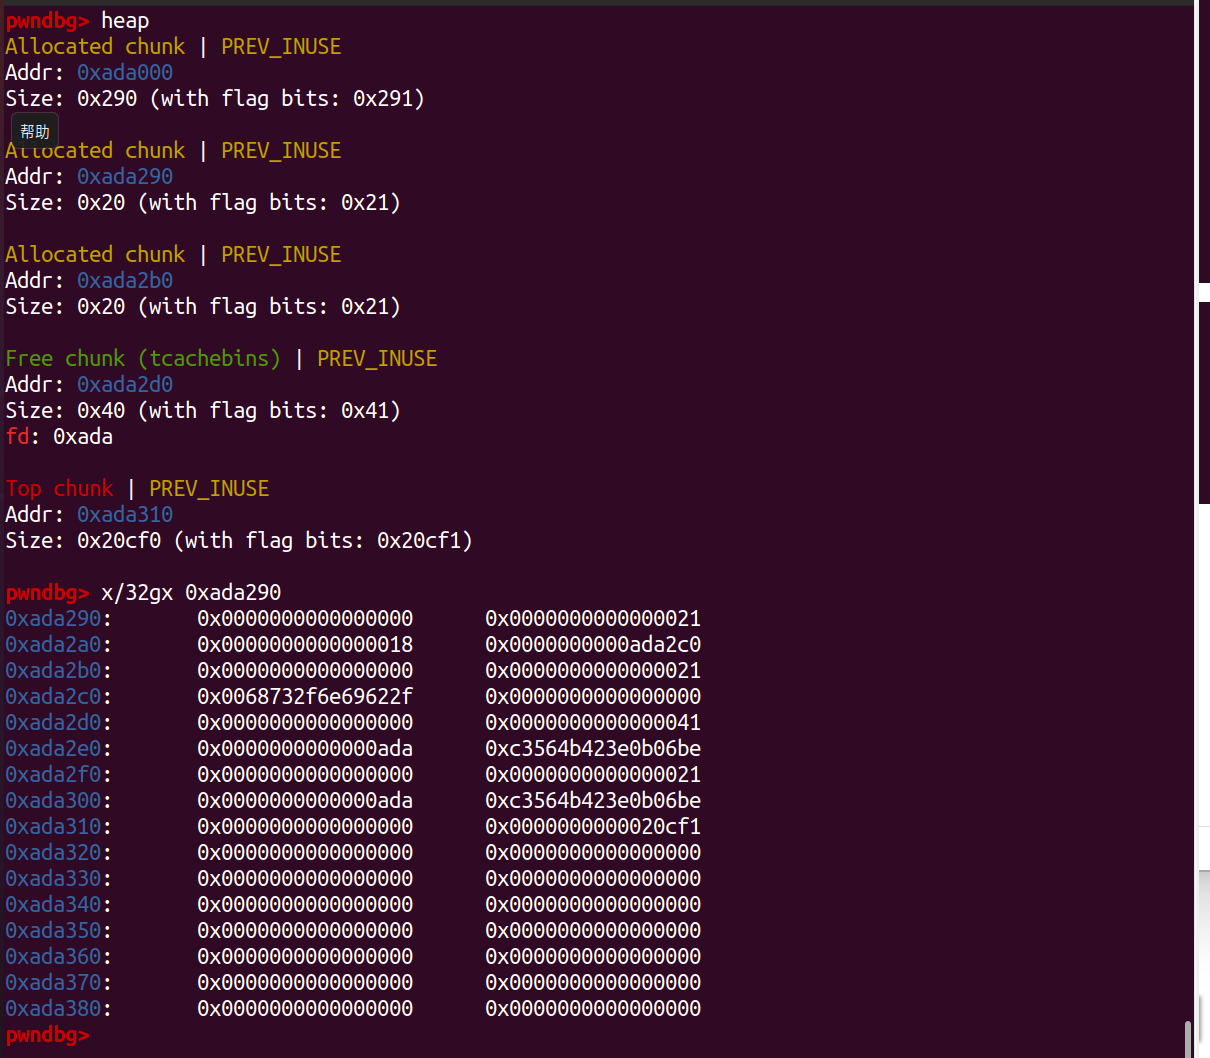 pwndbg> heap
Allocated chunk | PREV_INUSE
Addr: 0xada000
Size: 0x290 (with flag bits: 0x291)
帮助
Allocated chunk | PREV_INUSE
Addr: 0xada290
Size: 0x20 (with flag bits: 0x21)
Allocated chunk | PREV_INUSE
Addr: 0xada2b0
Size: 0x20 (with flag bits: 0x21)
Free chunk (tcachebins) | PREV_INUSE
Addr: 0xada2d0
Size: 0x40 (with flag bits: 0x41)
fd: 0xada
Top chunk | PREV_INUSE
Addr: 0xada310
Size: 0x20cf0 (with flag bits: 0x20cf1)
pwndbg> x/32gx 0xada290
0xada290: 0x0000000000000000 0x0000000000000021
0xada2a0: 0x0000000000000018 0x0000000000ada2c0
0xada2b0: 0x0000000000000000 0x0000000000000021
0xada2c0: 0x0068732f6e69622f 0x0000000000000000
0xada2d0: 0x0000000000000000 0x0000000000000041
0xada2e0: 0x0000000000000ada 0xc3564b423e0b06be
0xada2f0: 0x0000000000000000 0x0000000000000021
0xada300: 0x0000000000000ada 0xc3564b423e0b06be
0xada310: 0x0000000000000000 0x0000000000020cf1
0xada320: 0x0000000000000000 0x0000000000000000
0xada330: 0x0000000000000000 0x0000000000000000
0xada340: 0x0000000000000000 0x0000000000000000
0xada350: 0x0000000000000000 0x0000000000000000
0xada360: 0x0000000000000000 0x0000000000000000
0xada370: 0x0000000000000000 0x0000000000000000
0xada380: 0x0000000000000000 0x0000000000000000
pwndbg>